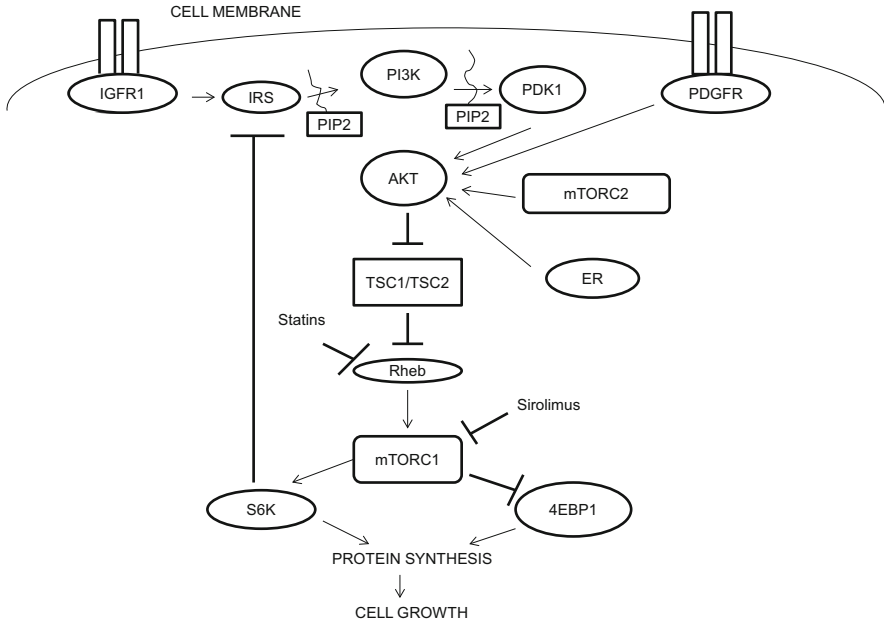 CELL MEMBRANE
IGFR1
IRS
PIP2
PI3K
PIP2
PDK1
PDGFR
AKT
mTORC2
TSC1/TSC2
ER
Statins
Rheb
Sirolimus
mTORC1
S6K
4EBP1
PROTEIN SYNTHESIS
CELL GROWTH